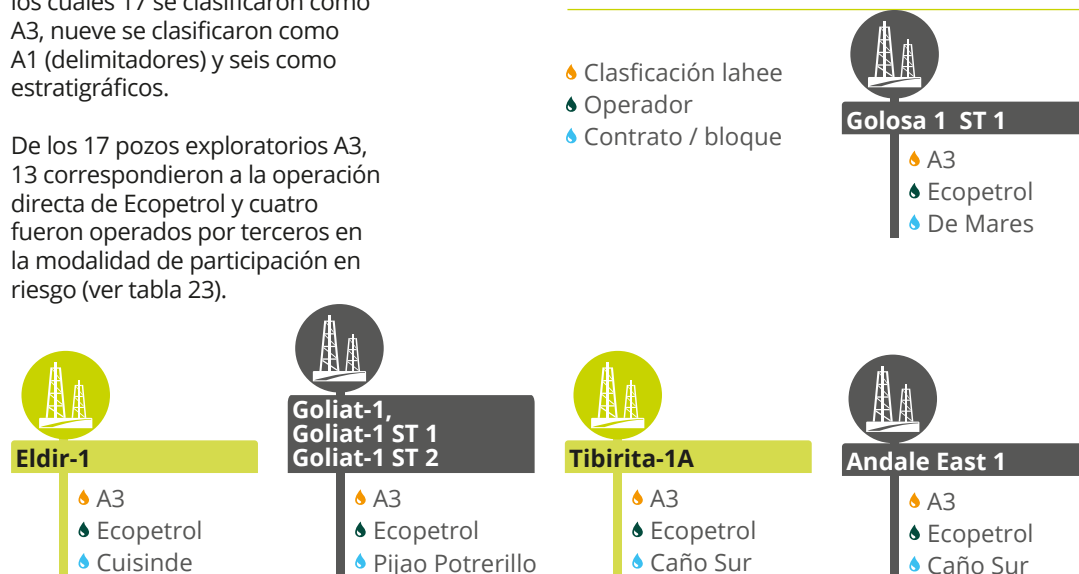 los cuales 17 se clasificaron como
A3, nueve se clasificaron como
A1 (delimitadores) y seis como
estratigráficos.
De los 17 pozos exploratorios A3,
13 correspondieron a la operación
directa de Ecopetrol y cuatro
fueron operados por terceros en
la modalidad de participación en
riesgo (ver tabla 23).
Clasficación lahee
Operador
Contrato / bloque
Golosa 1 ST 1
A3
Ecopetrol
De Mares
Eldir-1
A3
Ecopetrol
Cuisinde
Goliat-1,
Goliat-1 ST 1
Goliat-1 ST 2
A3
Ecopetrol
Pijao Potrerillo
Tibirita-1A
A3
Ecopetrol
Caño Sur
Andale East 1
A3
Ecopetrol
Caño Sur